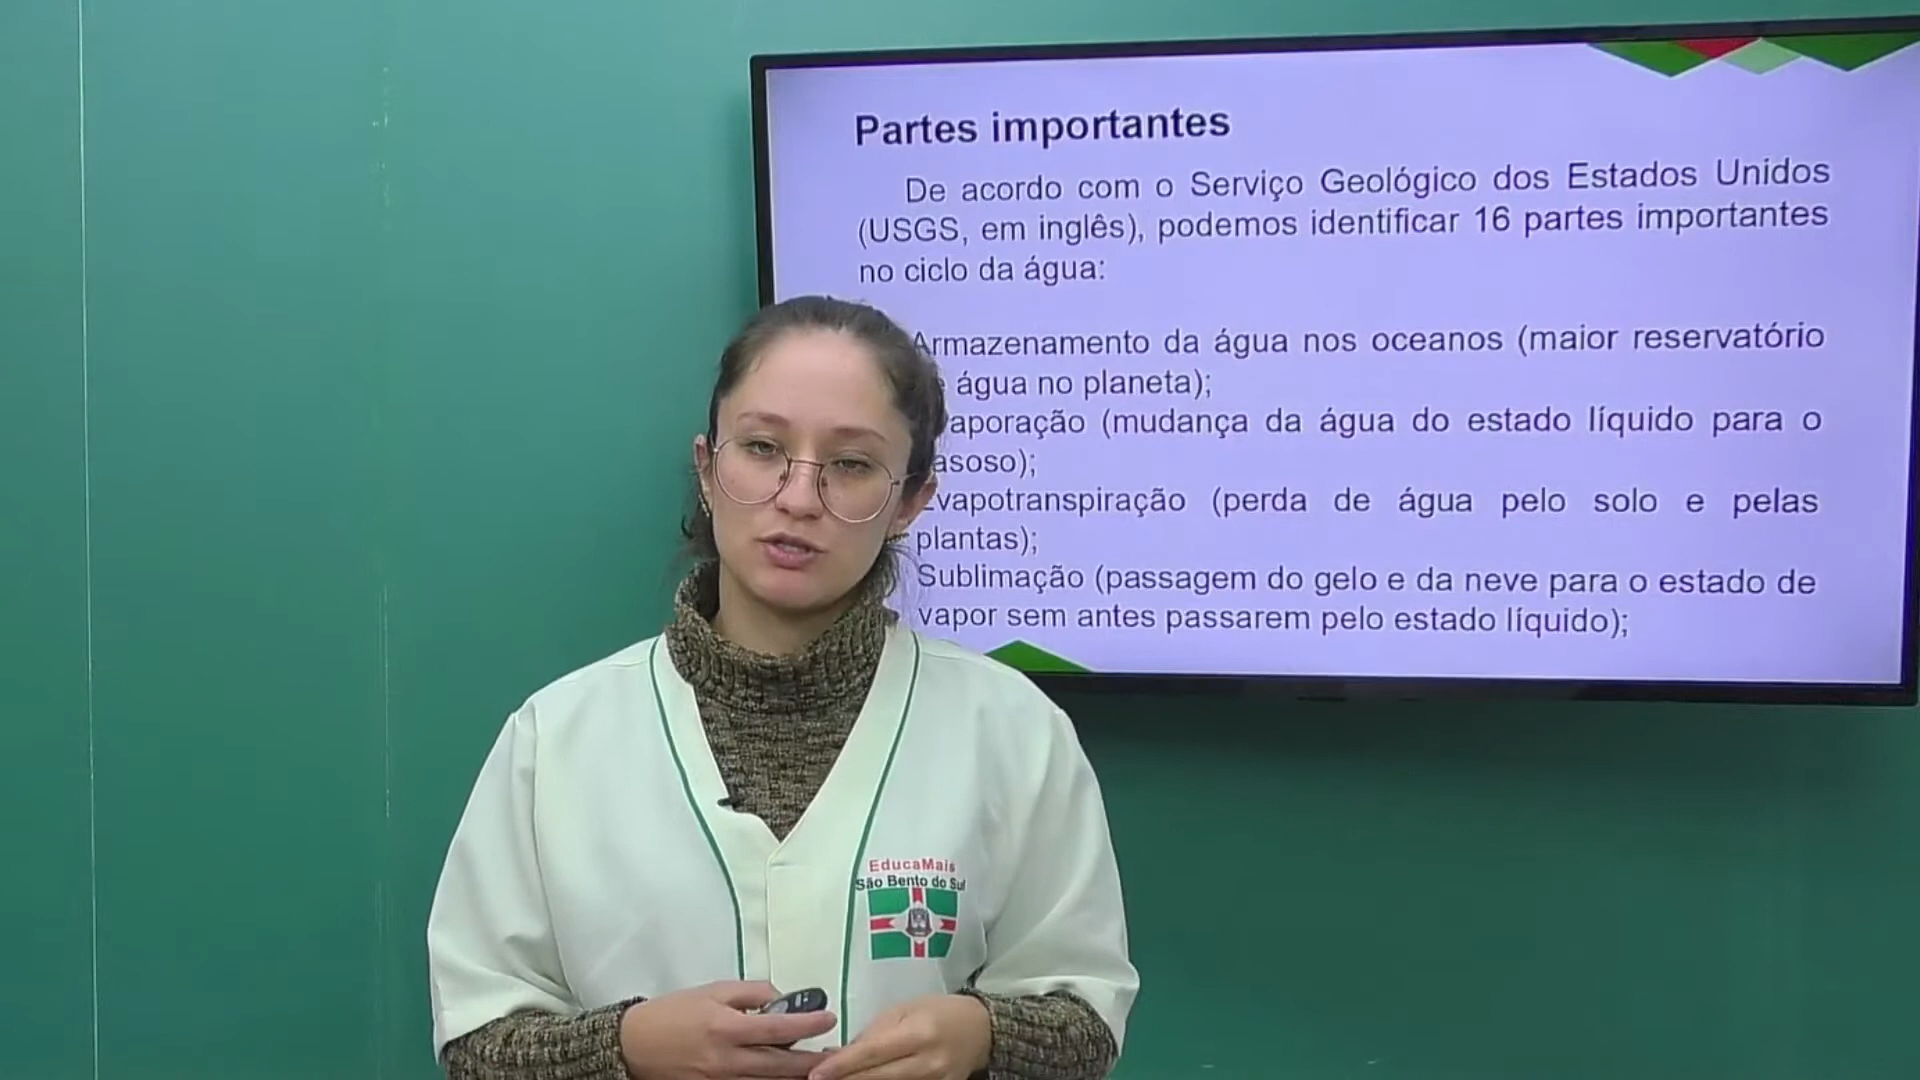 Partes importantes
De acordo com o Serviço Geológico dos Estados Unidos
(USGS, em inglês), podemos identificar 16 partes importantes
no ciclo da água:
Armazenamento da água nos oceanos (maior reservatório
água no planeta);
(mudança da água do estado líquido para o
Evapotranspiração (perda de água pelo solo e pelas
plantas);
Sublimação (passagem do gelo e da neve para o estado de
vapor sem antes passarem pelo estado líquido);
EducaMais
São Bento do Sul